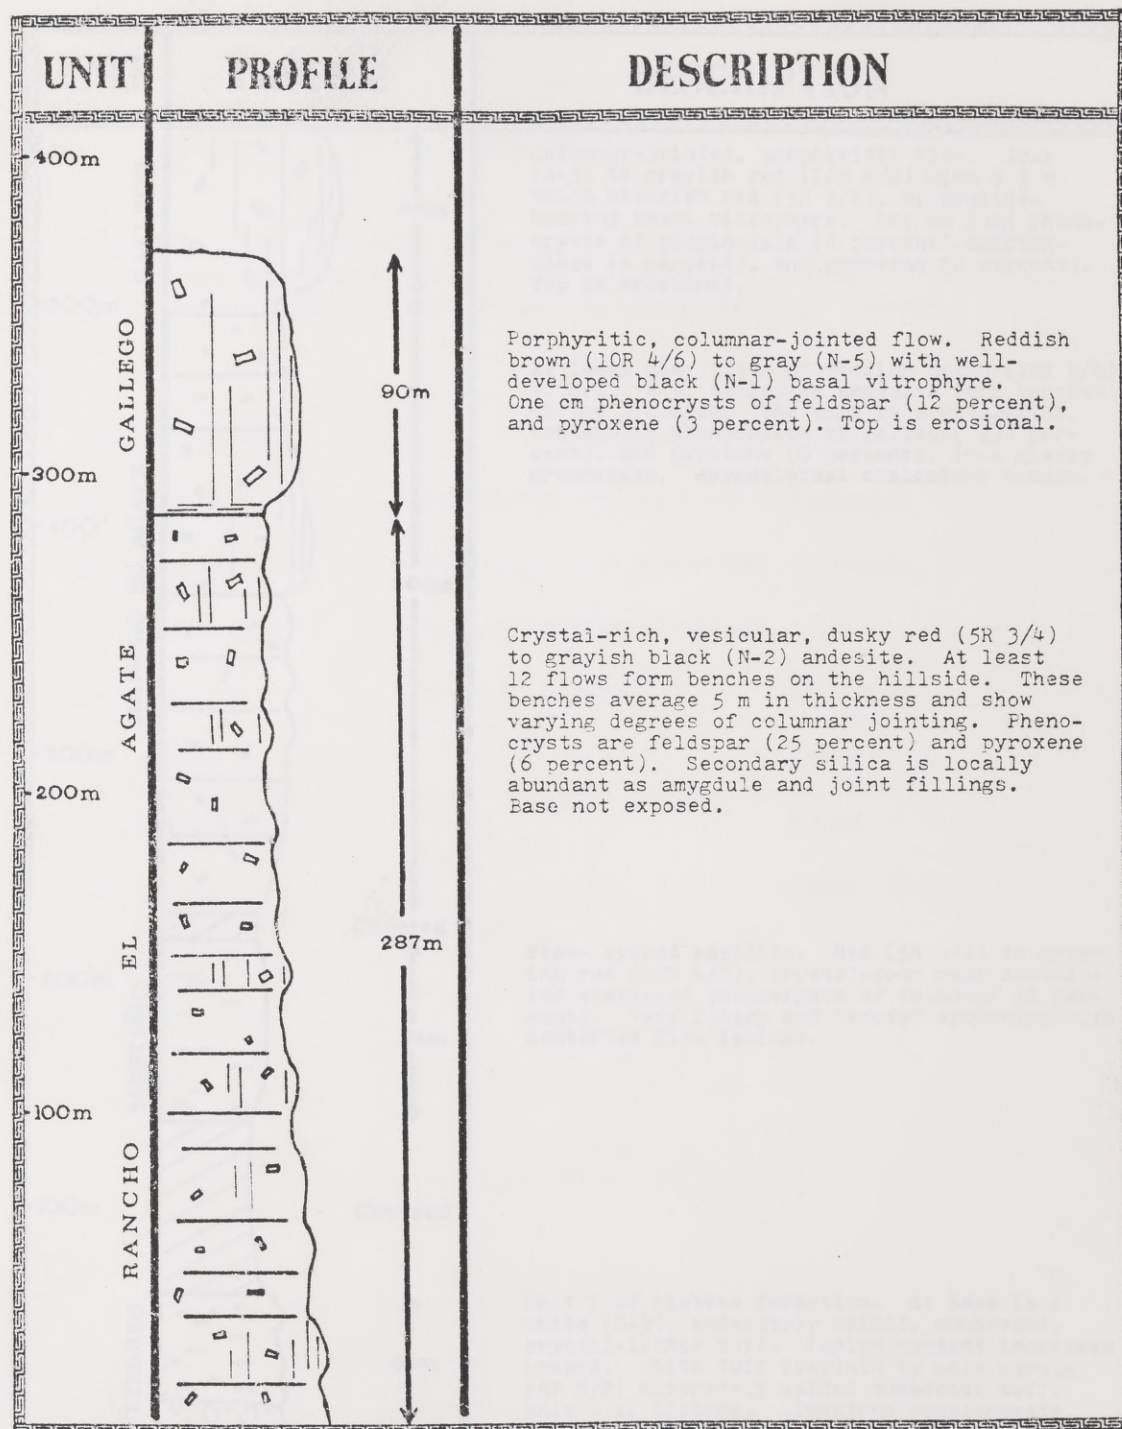 UNIT PROFILE DESCRIPTION
400m
GALLEGO
90m
Porphyritic, columnar-jointed flow. Reddish
brown (10R 4/6) to gray (N-5) with well-
developed black (N-1) basal vitrophyre.
One cm phenocrysts of feldspar (12 percent),
and pyroxene (3 percent). Top is erosional.
300m
RANCHO EL AGATE
Crystal-rich, vesicular, dusky red (5R 3/4)
to grayish black (N-2) andesite. At least
12 flows form benches on the hillside. These
benches average 5 m in thickness and show
varying degrees of columnar jointing. Pheno-
crysts are feldspar (25 percent) and pyroxene
(6 percent). Secondary silica is locally
abundant as amygdule and joint fillings.
Base not exposed.
200m
287m
100m